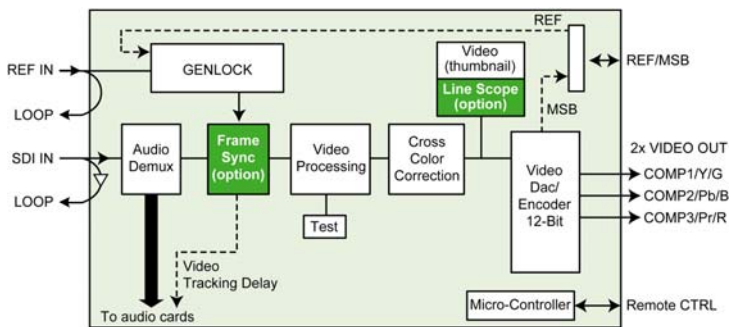 REF
REF IN
GENLOCK
Video
(thumbnail)
Line Scope
(option)
REF/MSB
LOOP
MSB
SDI IN
Audio
Demux
Frame
Sync
(option)
Video
Processing
Cross
Color
Correction
Video
Dac/
Encoder
12-Bit
2x VIDEO OUT
COMP1/Y/G
COMP2/Pb/B
COMP3/Pr/R
LOOP
Test
Video
Tracking Delay
To audio cards
Micro-Controller
Remote CTRL